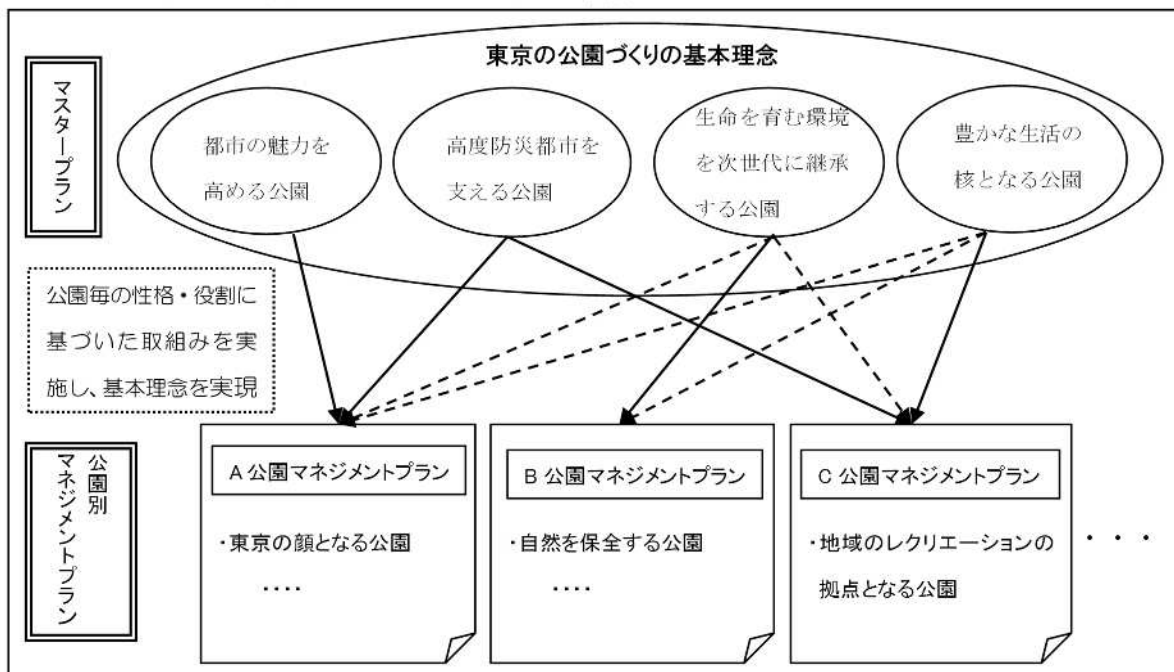 東京の公園づくりの基本理念
マスタープラン
都市の魅力を
高める公園
高度防災都市を
支える公園
生命を育む環境
を次世代に継承
する公園
豊かな生活の
核となる公園
公園毎の性格・役割に
基づいた取組みを実
施し、基本理念を実現
公園別
マネジメントプラン
A 公園マネジメントプラン
・東京の顔となる公園
・・・・
B 公園マネジメントプラン
・自然を保全する公園
・・・・
C 公園マネジメントプラン
・地域のレクリエーションの
拠点となる公園
・・・